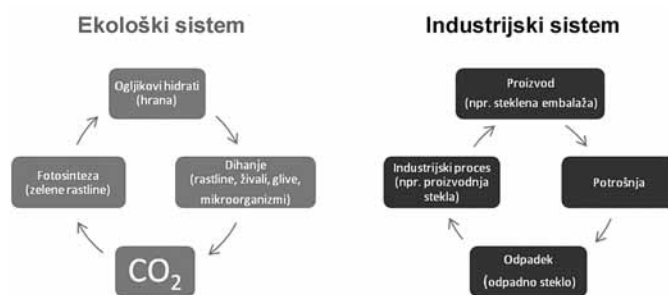 Ekološki sistem
Ogljikovi hidrati
(hrana)
Fotosinteza
(zelene rastline)
Dihanje
(rastline, živali, glive,
mikroorganizmi)
CO₂
Industrijski sistem
Proizvod
(npr. steklena embalaža)
Industrijski proces
(npr. proizvodnja
stekla)
Potrošnja
Odpadek
(odpadno steklo)